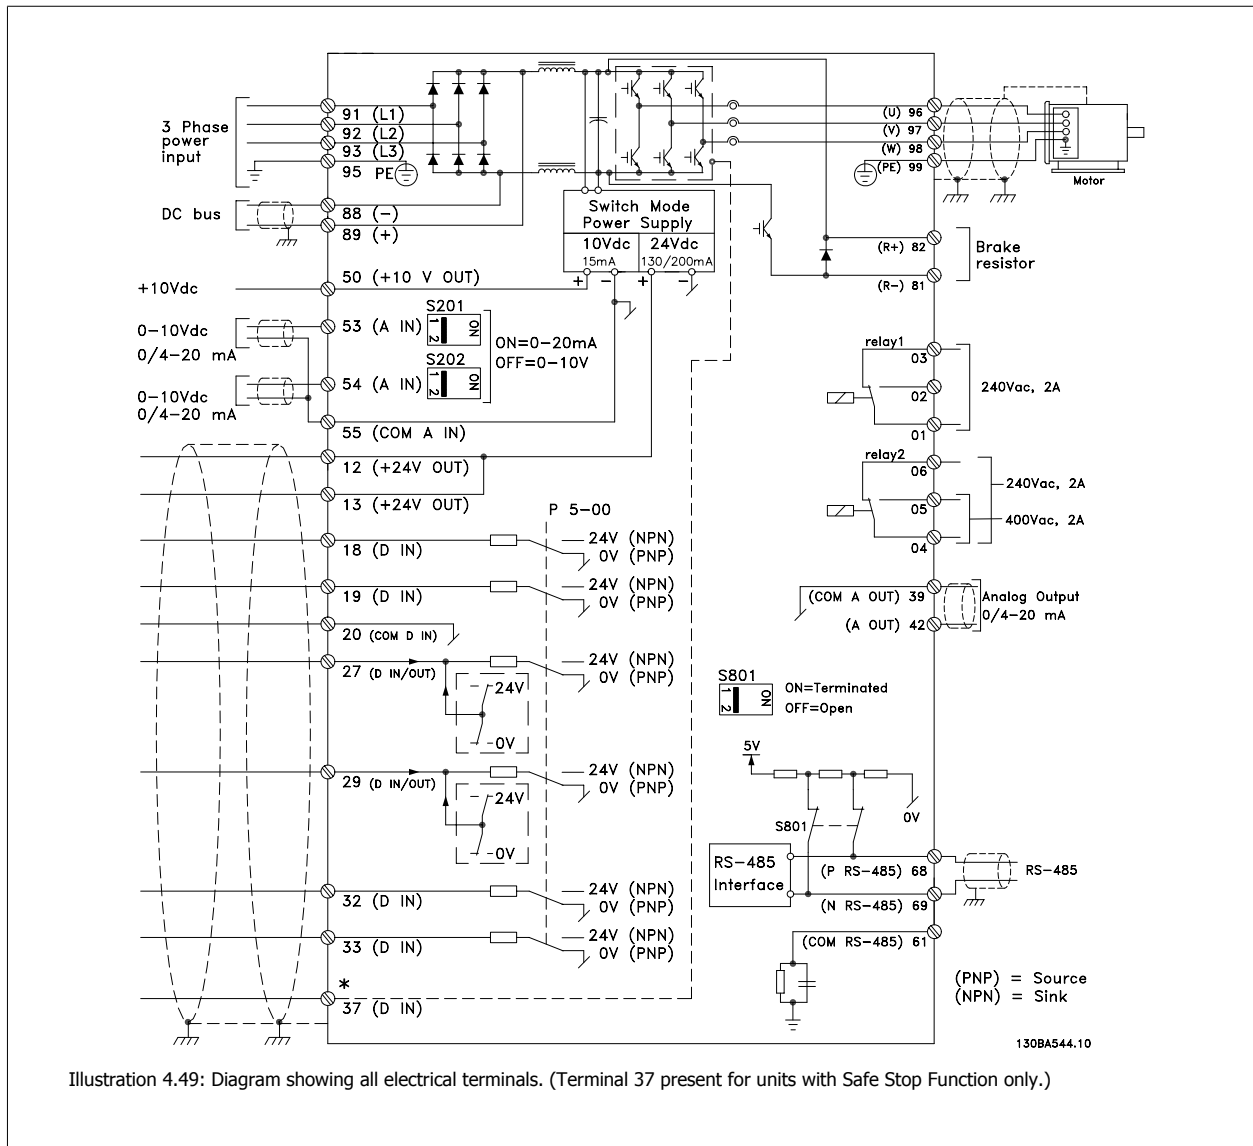 3 Phase
power
input
91 (L1)
92 (L2)
93 (L3)
95 PE
DC bus
88 (−)
89 (+)
+10Vdc
50 (+10 V OUT)
0−10Vdc
0/4−20 mA
53 (A IN)
S201
1 2
ON
0−10Vdc
0/4−20 mA
54 (A IN)
S202
1 2
ON
ON=0−20mA
OFF=0−10V
55 (COM A IN)
12 (+24V OUT)
13 (+24V OUT)
P 5-00
18 (D IN)
24V (NPN)
0V (PNP)
19 (D IN)
24V (NPN)
0V (PNP)
20 (COM D IN)
27 (D IN/OUT)
24V (NPN)
0V (PNP)
24V
0V
29 (D IN/OUT)
24V (NPN)
0V (PNP)
24V
0V
32 (D IN)
24V (NPN)
0V (PNP)
33 (D IN)
24V (NPN)
0V (PNP)
*
37 (D IN)
Switch Mode
Power Supply
10Vdc
15mA
24Vdc
130/200mA
+ − + −
(U) 96
(V) 97
(W) 98
(PE) 99
Motor
(R+) 82
(R−) 81
Brake
resistor
relay1
03
02
01
240Vac, 2A
relay2
06
05
04
240Vac, 2A
400Vac, 2A
(COM A OUT) 39
(A OUT) 42
Analog Output
0/4−20 mA
S801
1 2
ON
ON=Terminated
OFF=Open
5V
0V
S801
RS−485
Interface
(P RS−485) 68
(N RS−485) 69
(COM RS−485) 61
RS−485
(PNP) = Source
(NPN) = Sink
130BA544.10
Illustration 4.49: Diagram showing all electrical terminals. (Terminal 37 present for units with Safe Stop Function only.)